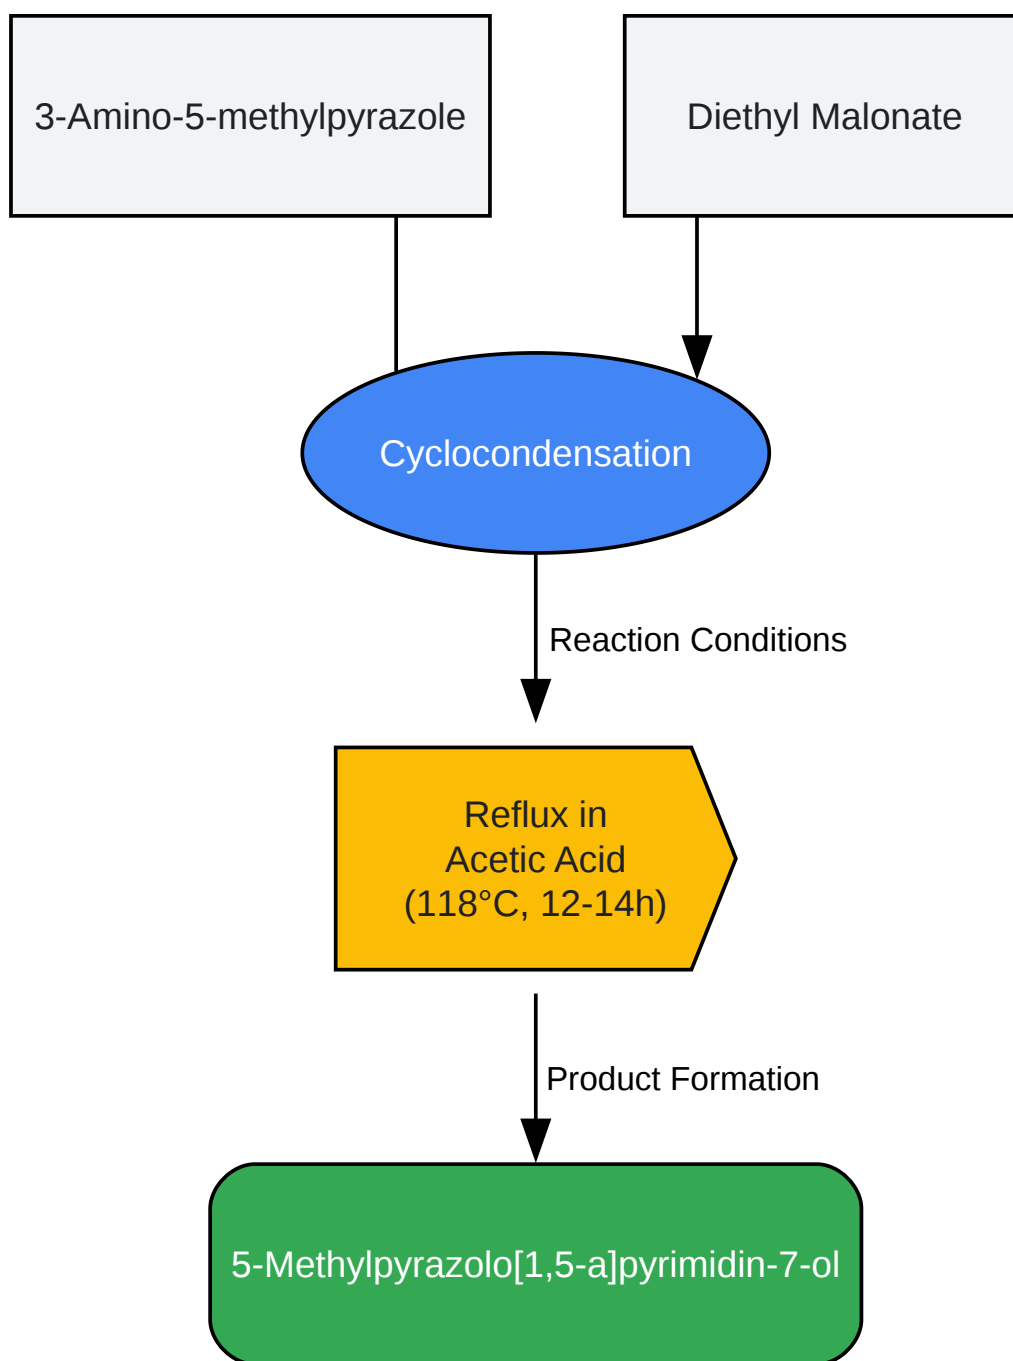 3-Amino-5-methylpyrazole
Diethyl Malonate
Cyclocondensation
Reaction Conditions
Reflux in
Acetic Acid
(118°C, 12-14h)
Product Formation
5-Methylpyrazolo[1,5-a]pyrimidin-7-ol